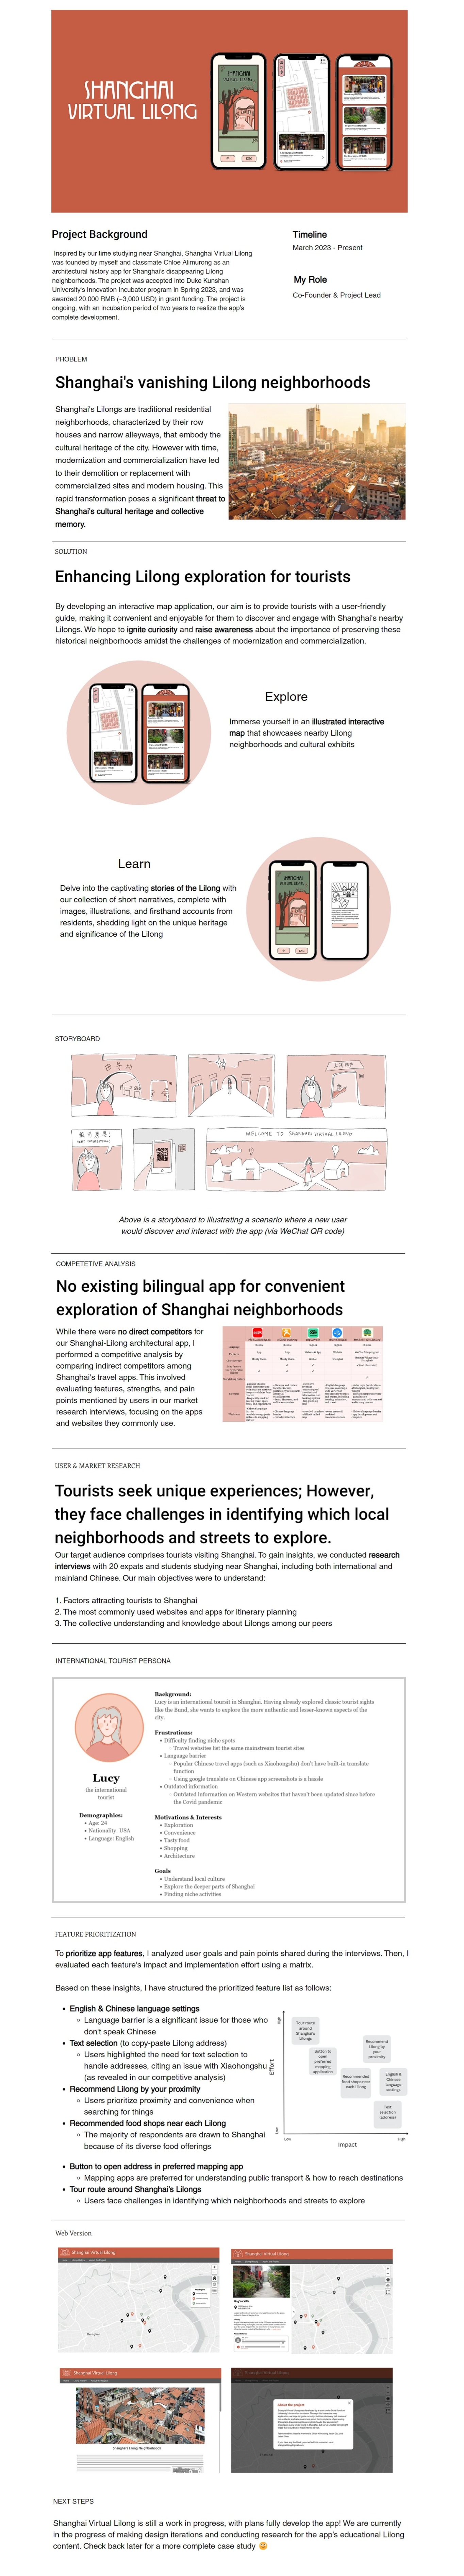 SHANGHAI
VIRTUAL LILONG
Project Background
Inspired by our time studying near Shanghai, Shanghai Virtual Lilong
was founded by myself and classmate Chloe Alimurong as an
architectural history app for Shanghai's disappearing Lilong
neighborhoods. The project was accepted into Duke Kunshan
University's Innovation Incubator program in Spring 2023, and was
awarded 20,000 RMB (~3,000 USD) in grant funding. The project is
ongoing, with an incubation period of two years to realize the app's
complete development.
Timeline
March 2023 - Present
My Role
Co-Founder & Project Lead
PROBLEM
Shanghai's vanishing Lilong neighborhoods
Shanghai's Lilongs are traditional residential
neighborhoods, characterized by their row
houses and narrow alleyways, that embody the
cultural heritage of the city. However with time,
modernization and commercialization have led
to their demolition or replacement with
commercialized sites and modern housing. This
rapid transformation poses a significant threat to
Shanghai's cultural heritage and collective
memory.
SOLUTION
Enhancing Lilong exploration for tourists
By developing an interactive map application, our aim is to provide tourists with a user-friendly
guide, making it convenient and enjoyable for them to discover and engage with Shanghai's nearby
Lilongs. We hope to ignite curiosity and raise awareness about the importance of preserving these
historical neighborhoods amidst the challenges of modernization and commercialization.
Explore
Immerse yourself in an illustrated interactive
map that showcases nearby Lilong
neighborhoods and cultural exhibits
Learn
Delve into the captivating stories of the Lilong with
our collection of short narratives, complete with
images, illustrations, and firsthand accounts from
residents, shedding light on the unique heritage
and significance of the Lilong
SHANGHAI
VIRTUAL LILONG
STORYBOARD
WELCOME TO SHANGHAI VIRTUAL LILONG
Above is a storyboard to illustrating a scenario where a new user
would discover and interact with the app (via WeChat QR code)
COMPETETIVE ANALYSIS
No existing bilingual app for convenient
exploration of Shanghai neighborhoods
While there were no direct competitors for
our Shanghai-Lilong architectural app, I
performed a competitive analysis by
comparing indirect competitors among
Shanghai's travel apps. This involved
evaluating features, strengths, and pain
points mentioned by users in our market
research interviews, focusing on the apps
and websites they commonly use.
USER & MARKET RESEARCH
Tourists seek unique experiences; However,
they face challenges in identifying which local
neighborhoods and streets to explore.
Our target audience comprises tourists visiting Shanghai. To gain insights, we conducted research
interviews with 20 expats and students studying near Shanghai, including both international and
mainland Chinese. Our main objectives were to understand:
1. Factors attracting tourists to Shanghai
2. The most commonly used websites and apps for itinerary planning
3. The collective understanding and knowledge about Lilongs among our peers
INTERNATIONAL TOURIST PERSONA
Lucy
the international
tourist
Demographics:
• Age: 24
• Nationality: USA
• Language: English
Background:
Lucy is an international tourist in Shanghai. Having already explored classic tourist sights
like the Bund, she wants to explore the more authentic and lesser-known aspects of the
city.
Frustrations:
• Difficulty finding niche spots
◦ Travel websites list the same mainstream tourist sites
• Language barrier
◦ Popular Chinese travel apps (such as Xiaohongshu) don't have built-in translate
function
◦ Using google translate on Chinese app screenshots is a hassle
• Outdated information
◦ Outdated information on Western websites that haven't been updated since before
the Covid pandemic
Motivations & Interests
• Exploration
• Convenience
• Tasty food
• Shopping
• Architecture
Goals
• Understand local culture
• Explore the deeper parts of Shanghai
• Finding niche activities
FEATURE PRIORITIZATION
To prioritize app features, I analyzed user goals and pain points shared during the interviews. Then, I
evaluated each feature's impact and implementation effort using a matrix.
Based on these insights, I have structured the prioritized feature list as follows:
• English & Chinese language settings
◦ Language barrier is a significant issue for those who
don't speak Chinese
• Text selection (to copy-paste Lilong address)
◦ Users highlighted the need for text selection to
handle addresses, citing an issue with Xiaohongshu
(as revealed in our competitive analysis)
• Recommend Lilong by your proximity
◦ Users prioritize proximity and convenience when
searching for things
• Recommended food shops near each Lilong
◦ The majority of respondents are drawn to Shanghai
because of its diverse food offerings
• Button to open address in preferred mapping app
◦ Mapping apps are preferred for understanding public transport & how to reach destinations
• Tour route around Shanghai's Lilongs
◦ Users face challenges in identifying which neighborhoods and streets to explore
High
Effort
Low
Tour route
around
Shanghai's
Lilongs
Button to
open
preferred
mapping
application
Recommend
Lilong by
your
proximity
Recommended
food shops near
each Lilong
English &
Chinese
language
settings
Text
selection
(address)
Low
Impact
High
Web Version
Shanghai Virtual Lilong
Shanghai Virtual Lilong
Shanghai Virtual Lilong
Shanghai's Lilong Neighborhoods
Shanghai Virtual Lilong
About the project
NEXT STEPS
Shanghai Virtual Lilong is still a work in progress, with plans fully develop the app! We are currently
in the progress of making design iterations and conducting research for the app's educational Lilong
content. Check back later for a more complete case study 🤗